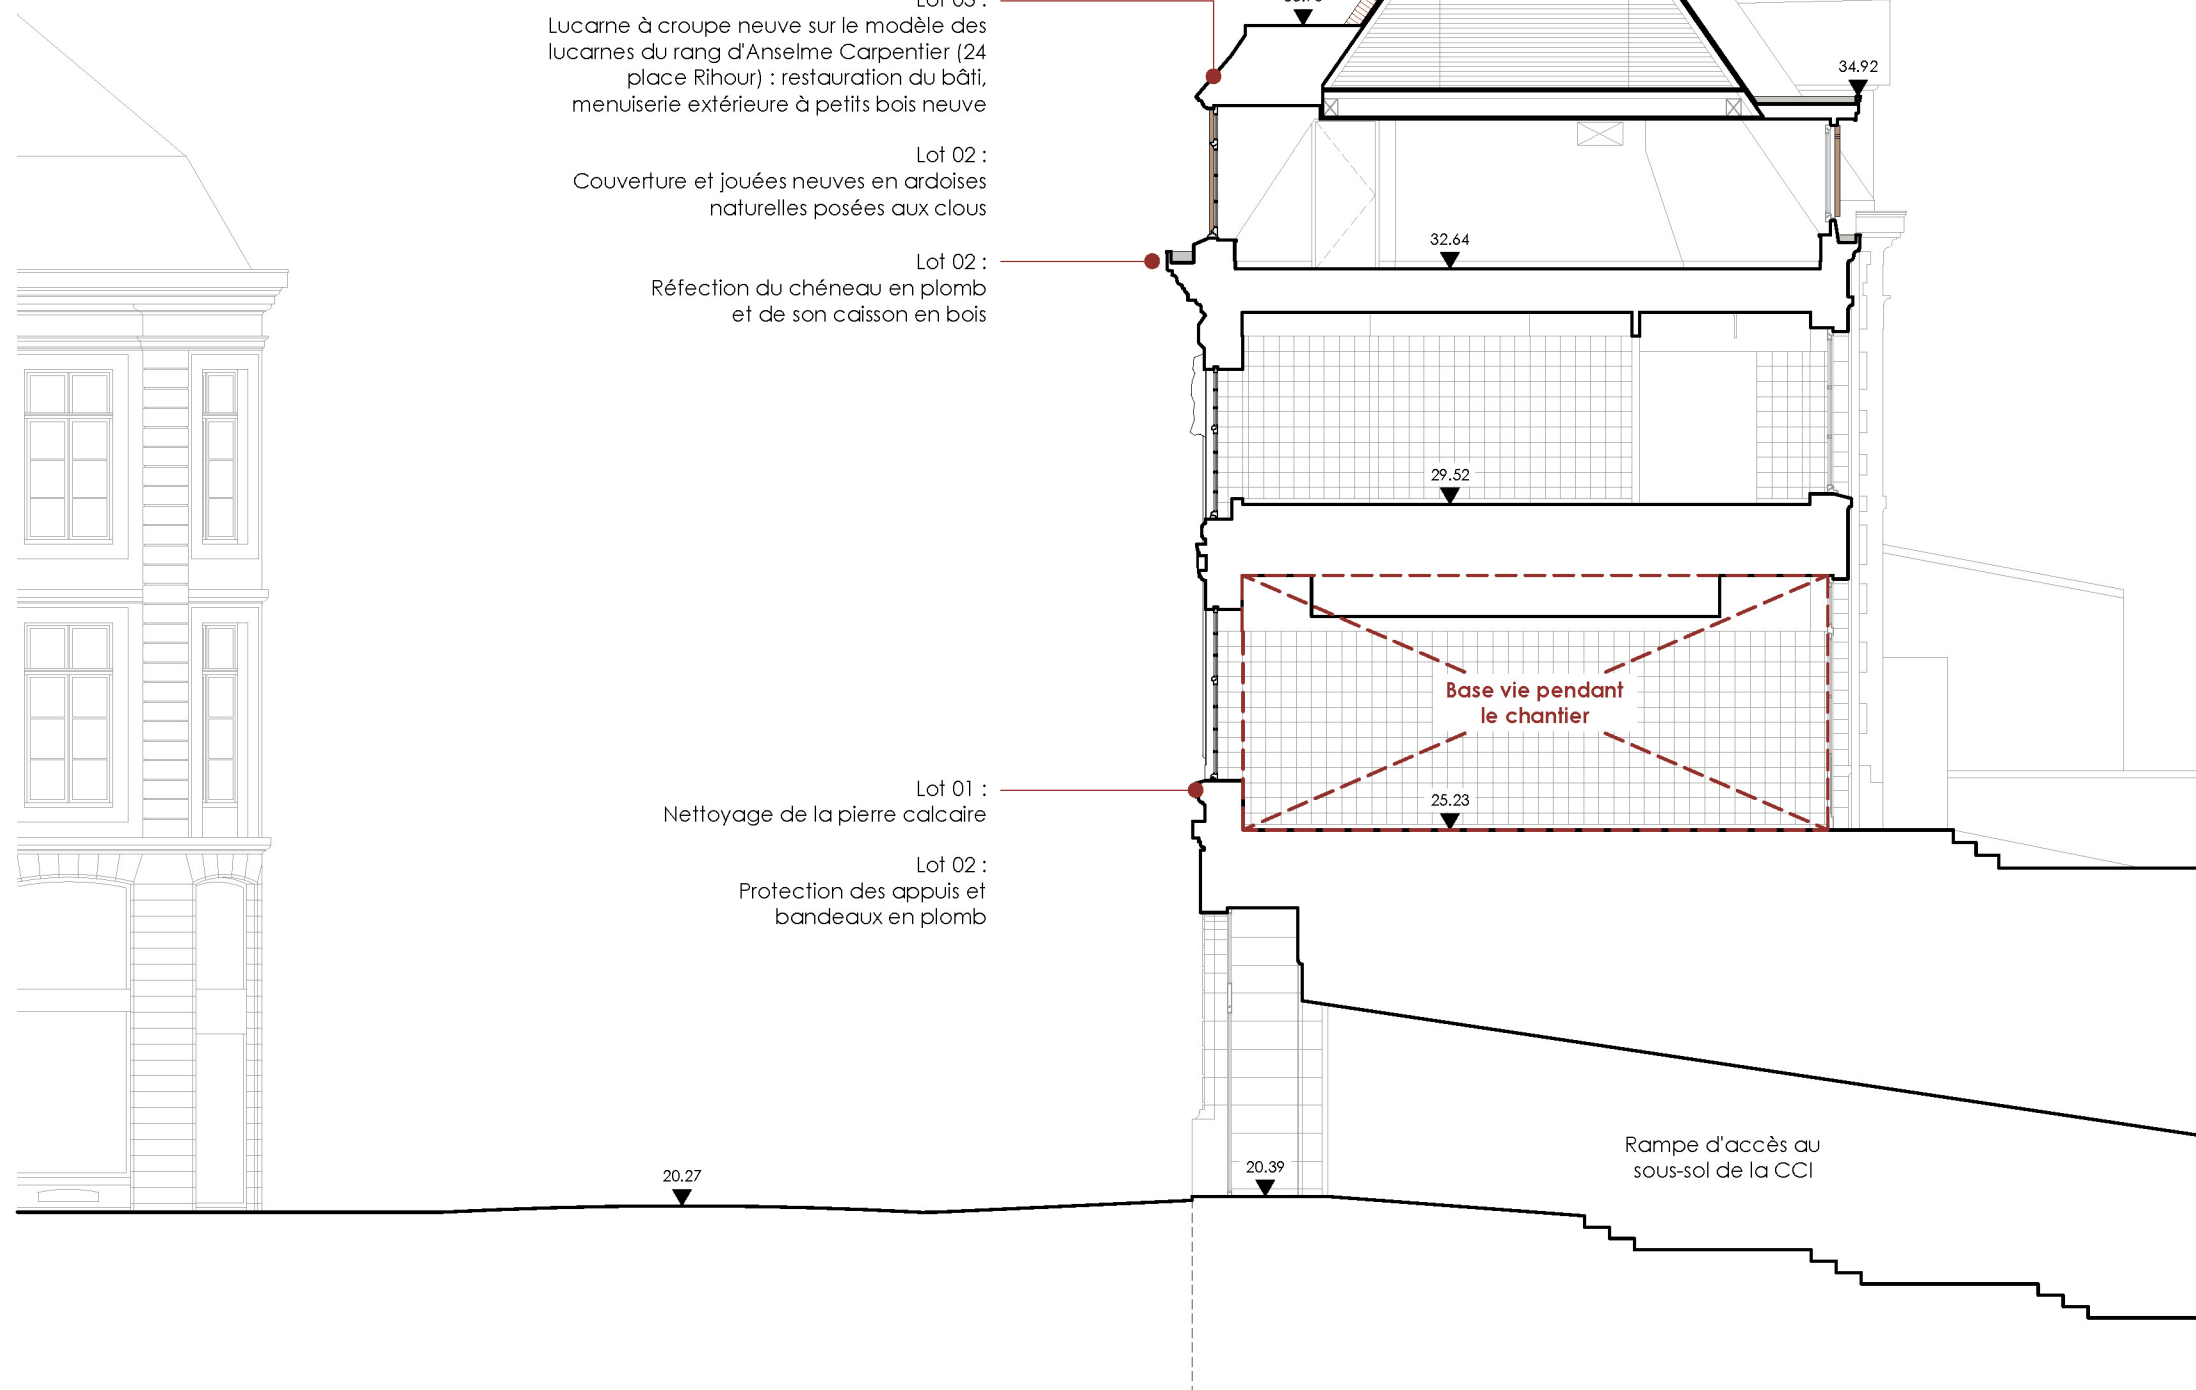 Lucarne à croupe neuve sur le modèle des
lucarnes du rang d'Anselme Carpentier (24
place Rihour) : restauration du bâti,
menuiserie extérieure à petits bois neuve
34.92
Lot 02 :
Couverture et jouées neuves en ardoises
naturelles posées aux clous
32.64
Lot 02 :
Réfection du chéneau en plomb
et de son caisson en bois
29.52
Base vie pendant
le chantier
25.23
Lot 01 :
Nettoyage de la pierre calcaire
Lot 02 :
Protection des appuis et
bandeaux en plomb
Rampe d'accès au
sous-sol de la CCI
20.27
20.39